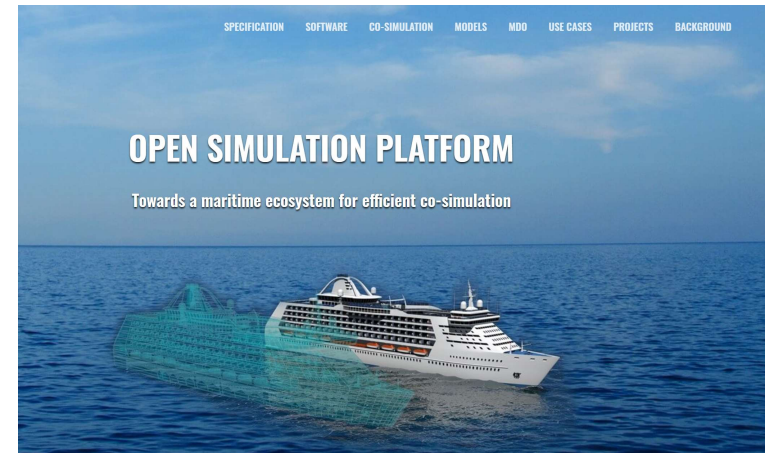 SPECIFICATION SOFTWARE CO-SIMULATION MODELS MDO USE CASES PROJECTS BACKGROUND
OPEN SIMULATION PLATFORM
Towards a maritime ecosystem for efficient co-simulation